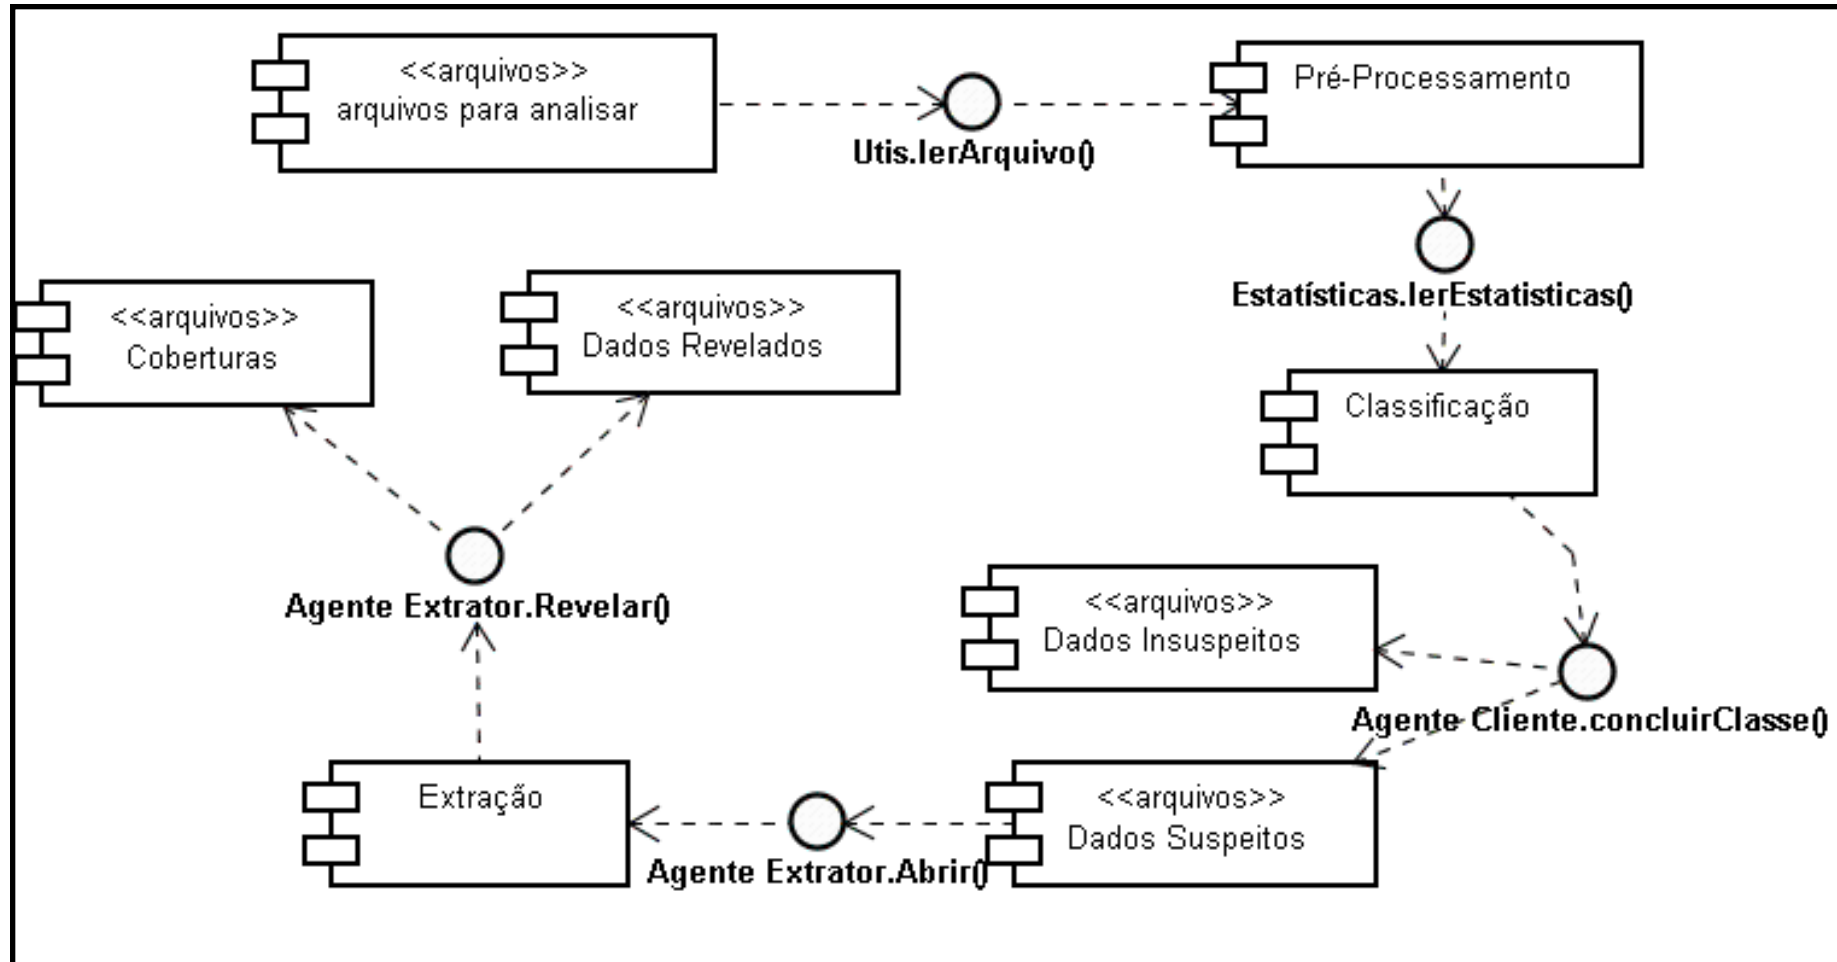 <<arquivos>>
arquivos para analisar
Utis.lerArquivo()
Pré-Processamento
Estatísticas.lerEstatisticas()
<<arquivos>>
Coberturas
<<arquivos>>
Dados Revelados
Classificação
Agente Extrator.Revelar()
<<arquivos>>
Dados Insuspeitos
Agente Cliente.concluirClasse()
Extração
Agente Extrator.Abrir()
<<arquivos>>
Dados Suspeitos